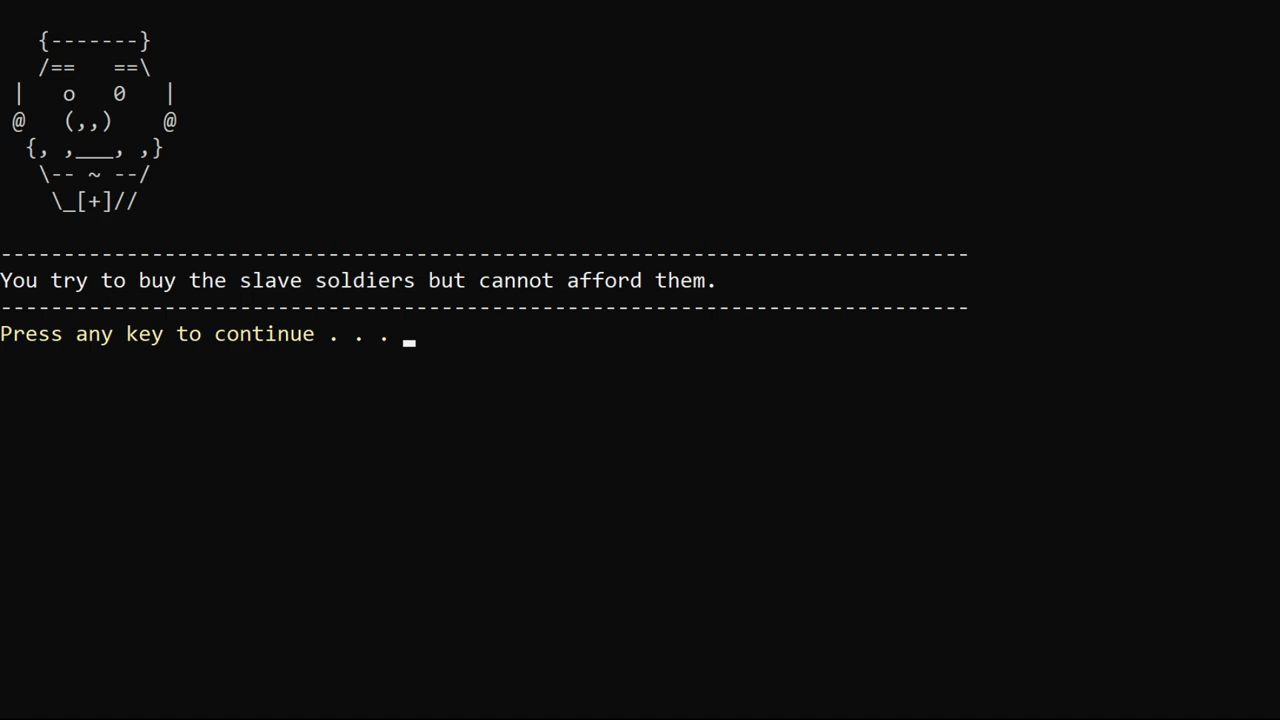 {-------}
/==   ==\
|   o   0   |
@   (,,)    @
{, ,___, ,}
\-- ~ --/
\_[+]//
-----------------------------------------------------------------------------
You try to buy the slave soldiers but cannot afford them.
-----------------------------------------------------------------------------
Press any key to continue . . .